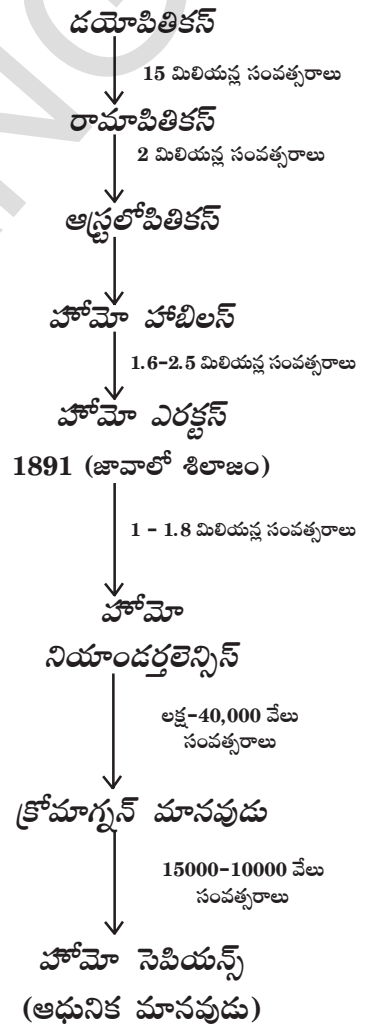 డయోపితికస్
15 మిలియన్ల సంవత్సరాలు
రామాపితికస్
2 మిలియన్ల సంవత్సరాలు
ఆస్ట్రలోపితికస్
హోమో హాబిలస్
1.6-2.5 మిలియన్ల సంవత్సరాలు
హోమో ఎరక్టస్
1891 (జావాలో శిలాజం)
1 - 1.8 మిలియన్ల సంవత్సరాలు
హోమో
నియాండర్తలెన్సిస్
లక్ష-40,000 వేలు
సంవత్సరాలు
క్రోమాగ్నన్ మానవుడు
15000-10000 వేలు
సంవత్సరాలు
హోమో సెపియన్స్
(ఆధునిక మానవుడు)